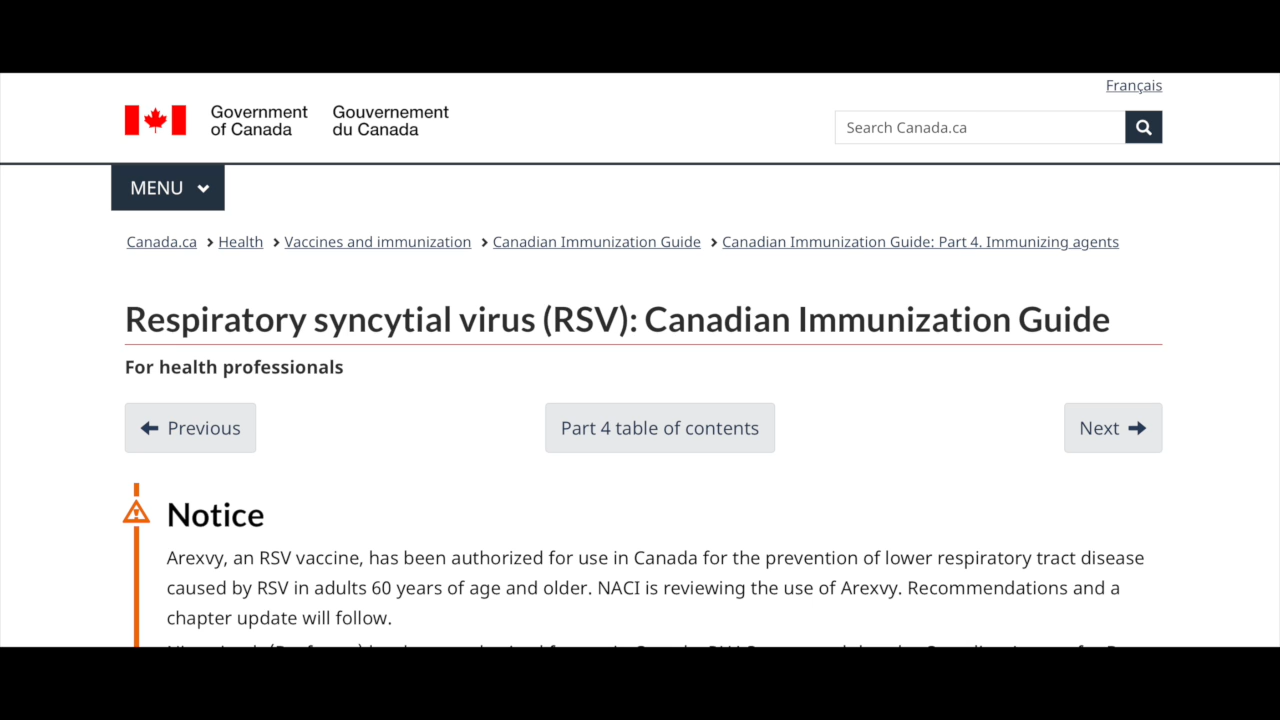 Français
Government of Canada
Gouvernement du Canada
Search Canada.ca
MENU
Canada.ca > Health > Vaccines and immunization > Canadian Immunization Guide > Canadian Immunization Guide: Part 4. Immunizing agents
Respiratory syncytial virus (RSV): Canadian Immunization Guide
For health professionals
Previous
Part 4 table of contents
Next
Notice
Arexvy, an RSV vaccine, has been authorized for use in Canada for the prevention of lower respiratory tract disease
caused by RSV in adults 60 years of age and older. NACI is reviewing the use of Arexvy. Recommendations and a
chapter update will follow.